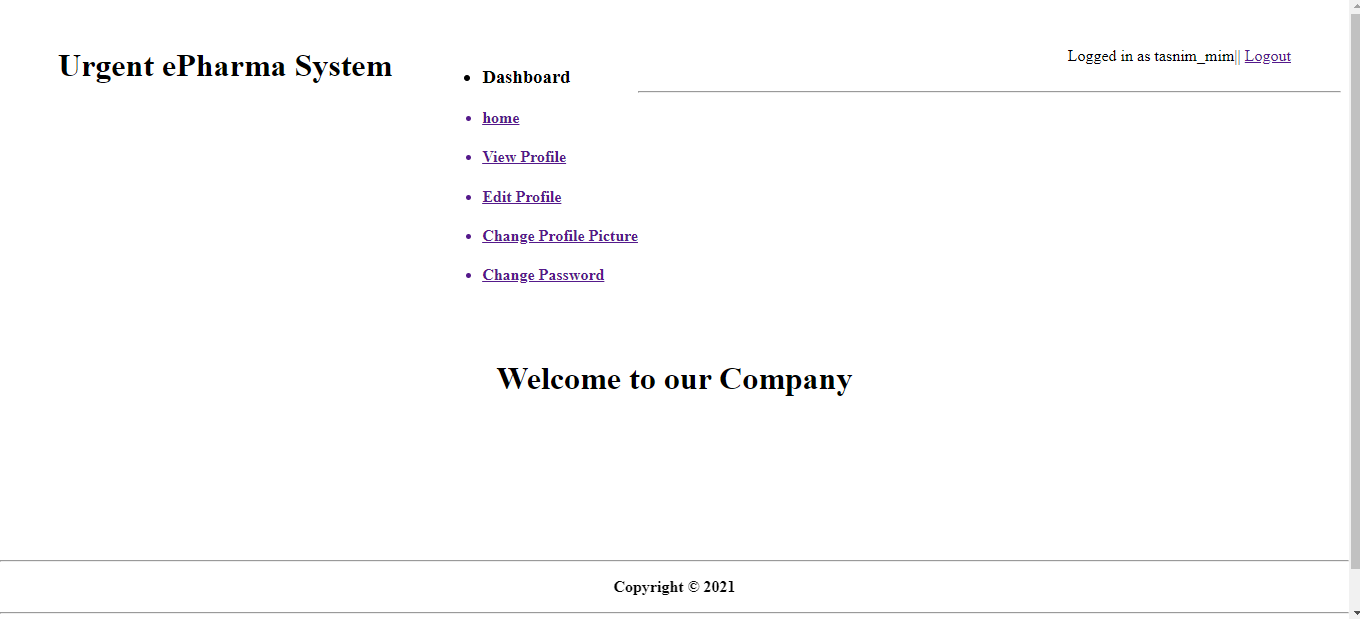 Urgent ePharma System
Logged in as tasnim_mim|| Logout
Dashboard
home
View Profile
Edit Profile
Change Profile Picture
Change Password
Welcome to our Company
Copyright © 2021